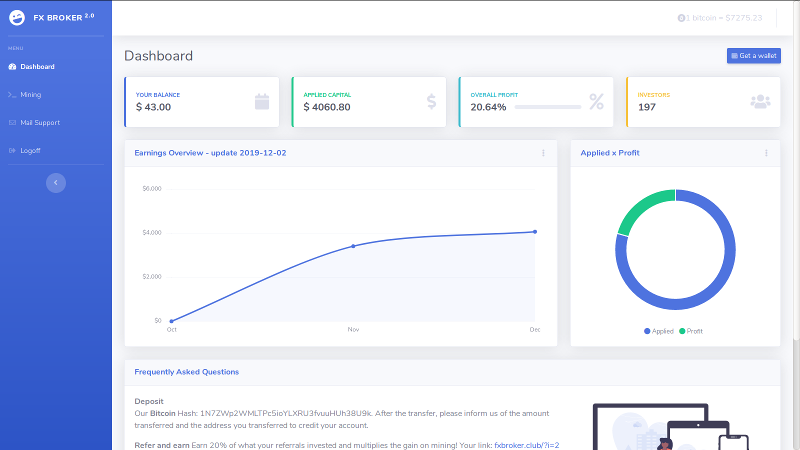 FX BROKER 2.0
1 bitcoin = $7275.23
MENU
Dashboard
Mining
Mail Support
Logoff
Dashboard
Get a wallet
YOUR BALANCE
$ 43.00
APPLIED CAPITAL
$ 4060.80
OVERALL PROFIT
20.64%
INVESTORS
197
Earnings Overview - update 2019-12-02
$6,000
$4,000
$2,000
$0
Oct
Nov
Dec
Applied x Profit
Applied
Profit
Frequently Asked Questions
Deposit
Our Bitcoin Hash: 1N7ZWp2WMLTPc5ioYLXRU3fvuuHUh38U9k. After the transfer, please inform us of the amount
transferred and the address you transferred to credit your account.
Refer and earn Earn 20% of what your referrals invested and multiplies the gain on mining! Your link: fxbroker.club/?i=2